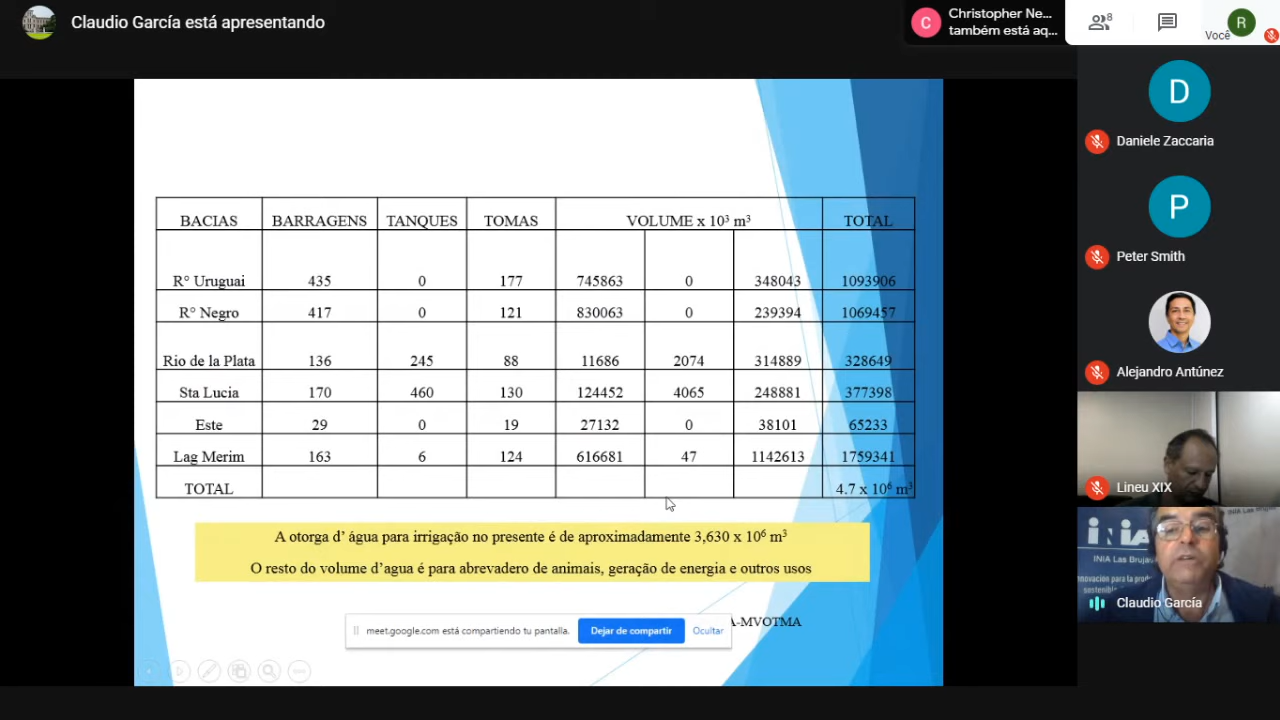 Claudio García está apresentando
Christopher Ne...
também está aq...
C
8
Você
R
D
Daniele Zaccaria
P
Peter Smith
Alejandro Antúnez
Lineu XIX
INIA Las Brujas
Claudio García
BACIAS BARRAGENS TANQUES TOMAS VOLUME x 10³ m³ TOTAL
R° Uruguai 435 0 177 745863 0 348043 1093906
R° Negro 417 0 121 830063 0 239394 1069457
Rio de la Plata 136 245 88 11686 2074 314889 328649
Sta Lucia 170 460 130 124452 4065 248881 377398
Este 29 0 19 27132 0 38101 65233
Lag Merim 163 6 124 616681 47 1142613 1759341
TOTAL 4.7 x 10⁶ m³
A otorga d' água para irrigação no presente é de aproximadamente 3,630 x 10⁶ m³
O resto do volume d'agua é para abrevadero de animais, geração de energia e outros usos
A-MVOTMA
meet.google.com está compartiendo tu pantalla. Dejar de compartir Ocultar